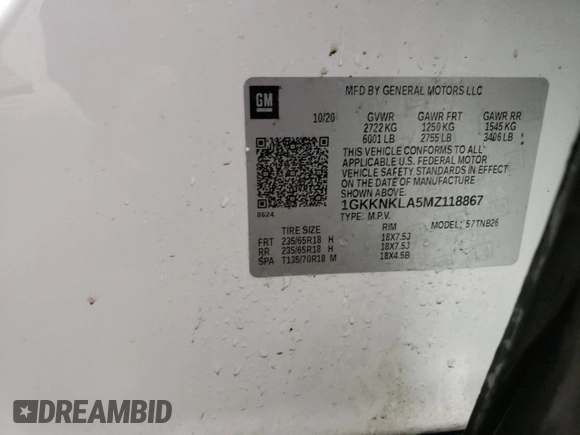 MFD BY GENERAL MOTORS LLC
GM
10/20 GVWR GAWR FRT GAWR RR
2722 KG 1250 KG 1545 KG
6001 LB 2755 LB 3406 LB
THIS VEHICLE CONFORMS TO ALL
APPLICABLE U.S. FEDERAL MOTOR
VEHICLE SAFETY STANDARDS IN EFFECT
ON THE DATE OF MANUFACTURE
SHOWN ABOVE.
1GKKNKLA5MZ118867
8624
TYPE: M.P.V. MODEL: 57TNB26
RIM
FRT 235/65R18 H 18X7.5J
RR 235/65R18 H 18X7.5J
SPA T135/70R18 M 18X4.5B
DREAMBID